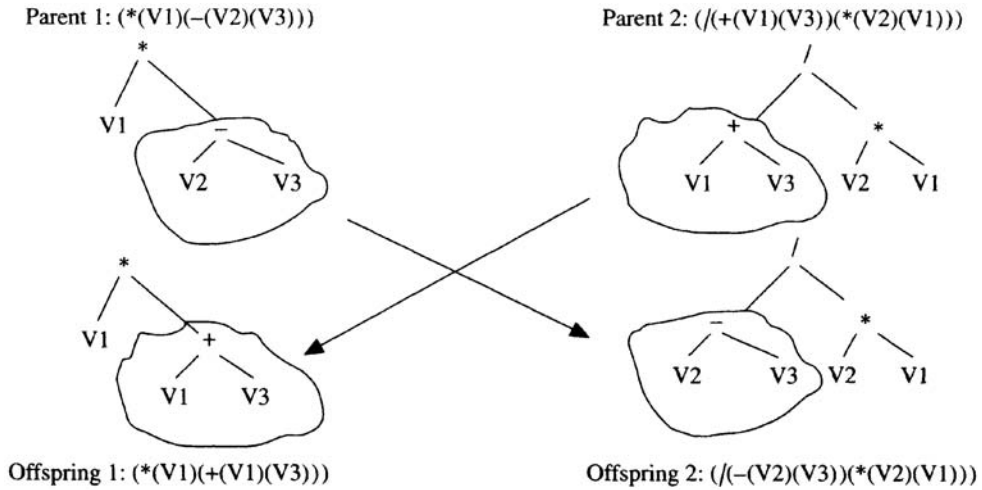 Parent 1: (*(V1)(−(V2)(V3)))
Parent 2: (/(+(V1)(V3))(*(V2)(V1)))
*
V1
−
V2
V3
/
+
*
V1
V3
V2
V1
*
V1
+
V1
V3
/
−
*
V2
V3
V2
V1
Offspring 1: (*(V1)(+(V1)(V3)))
Offspring 2: (/(−(V2)(V3))(*(V2)(V1)))